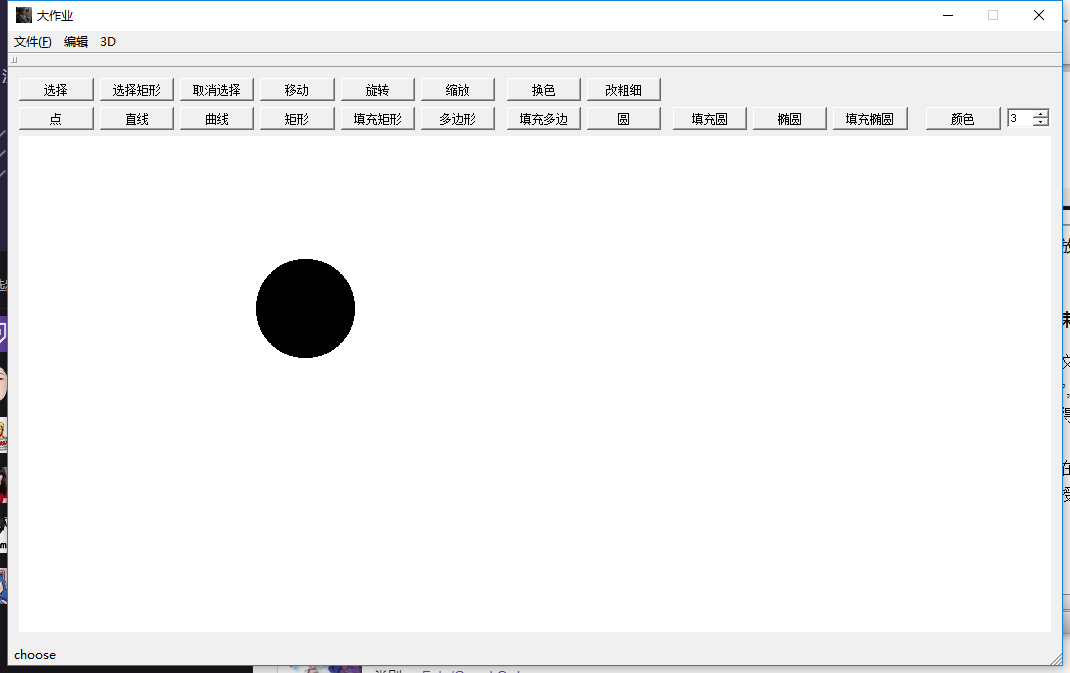 大作业
文件(F) 编辑 3D
选择 选择矩形 取消选择 移动 旋转 缩放 换色 改粗细
点 直线 曲线 矩形 填充矩形 多边形 填充多边 圆 填充圆 椭圆 填充椭圆 颜色 3
choose